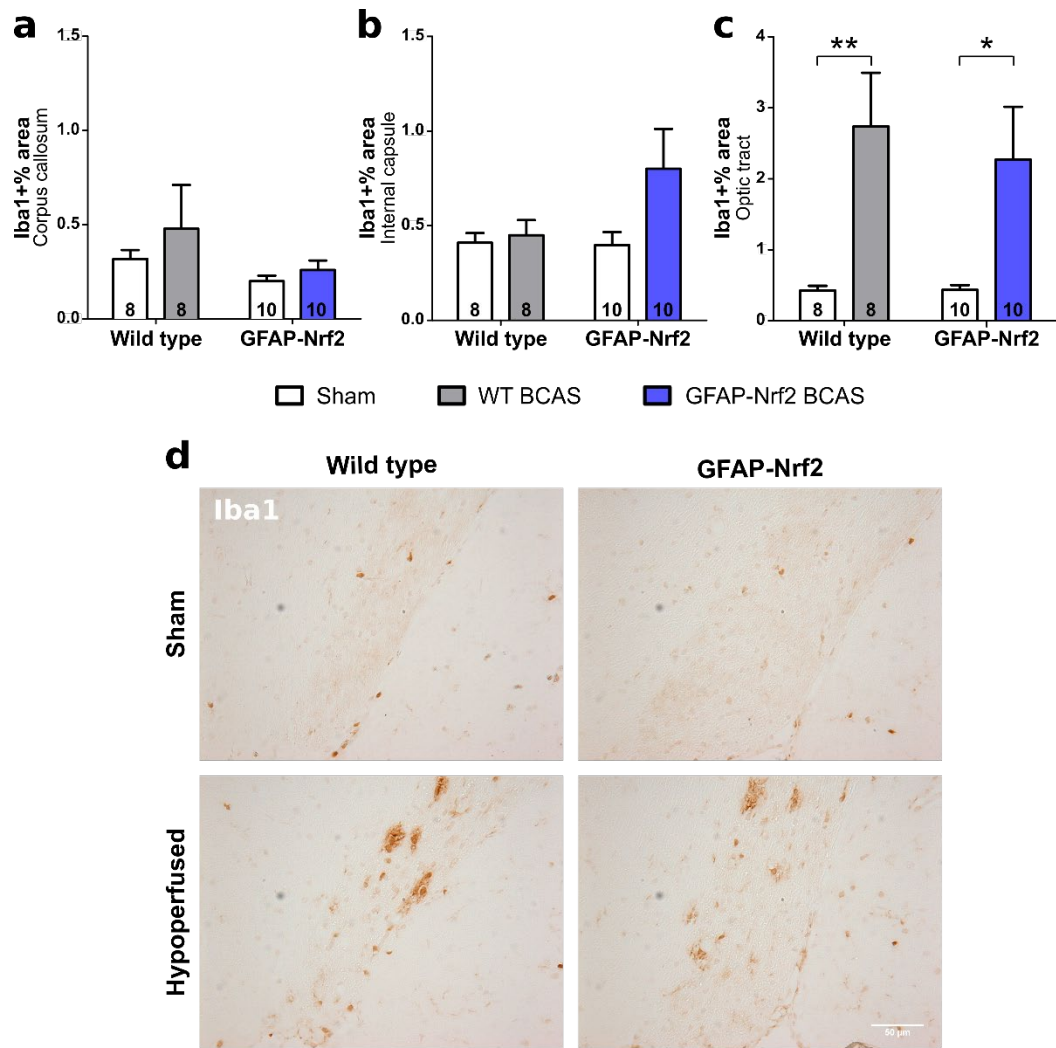 a
1.5
1.0
0.5
0.0
Iba1+% area
Corpus callosum
8
8
10
10
Wild type
GFAP-Nrf2
b
1.5
1.0
0.5
0.0
Iba1+% area
Internal capsule
8
8
10
10
Wild type
GFAP-Nrf2
c
4
3
2
1
0
Iba1+% area
Optic tract
**
*
8
8
10
10
Wild type
GFAP-Nrf2
Sham
WT BCAS
GFAP-Nrf2 BCAS
d
Wild type
GFAP-Nrf2
Iba1
Sham
Hypoperfused
50 µm